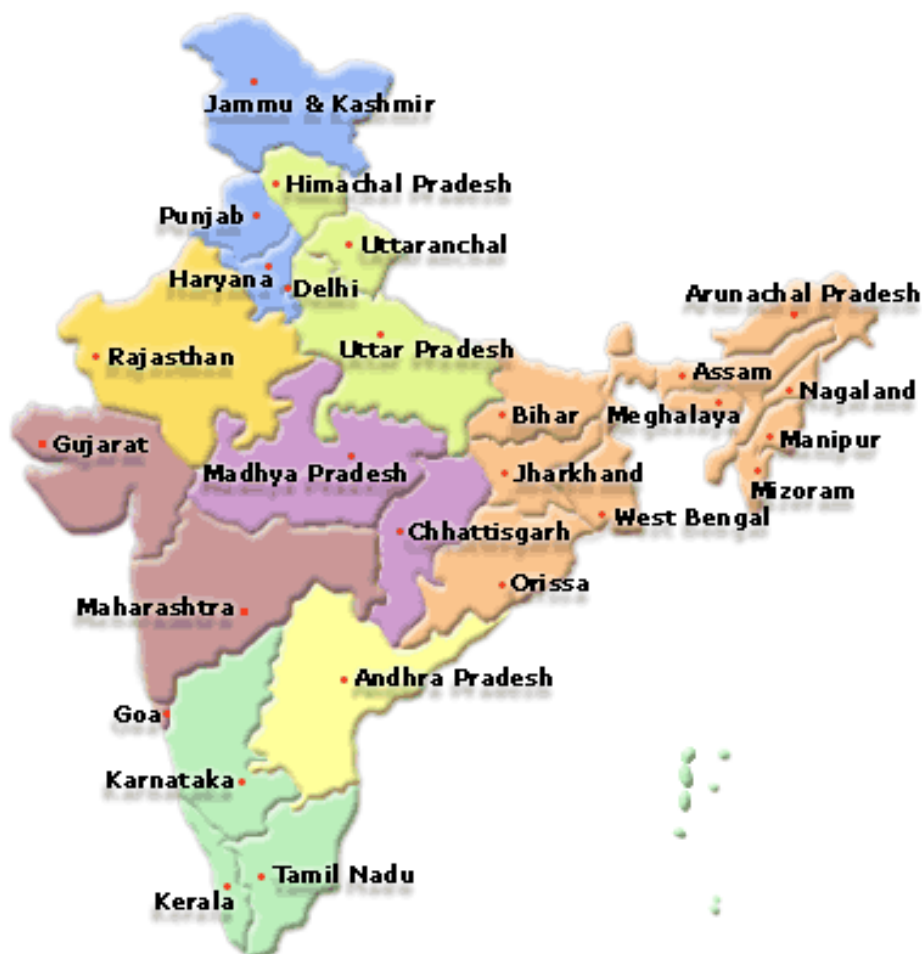 Jammu & Kashmir
Himachal Pradesh
Punjab
Uttaranchal
Haryana
Delhi
Arunachal Pradesh
Uttar Pradesh
Rajasthan
Assam
Nagaland
Bihar
Meghalaya
Gujarat
Manipur
Madhya Pradesh
Jharkhand
Mizoram
West Bengal
Chhattisgarh
Orissa
Maharashtra
Andhra Pradesh
Goa
Karnataka
Tamil Nadu
Kerala